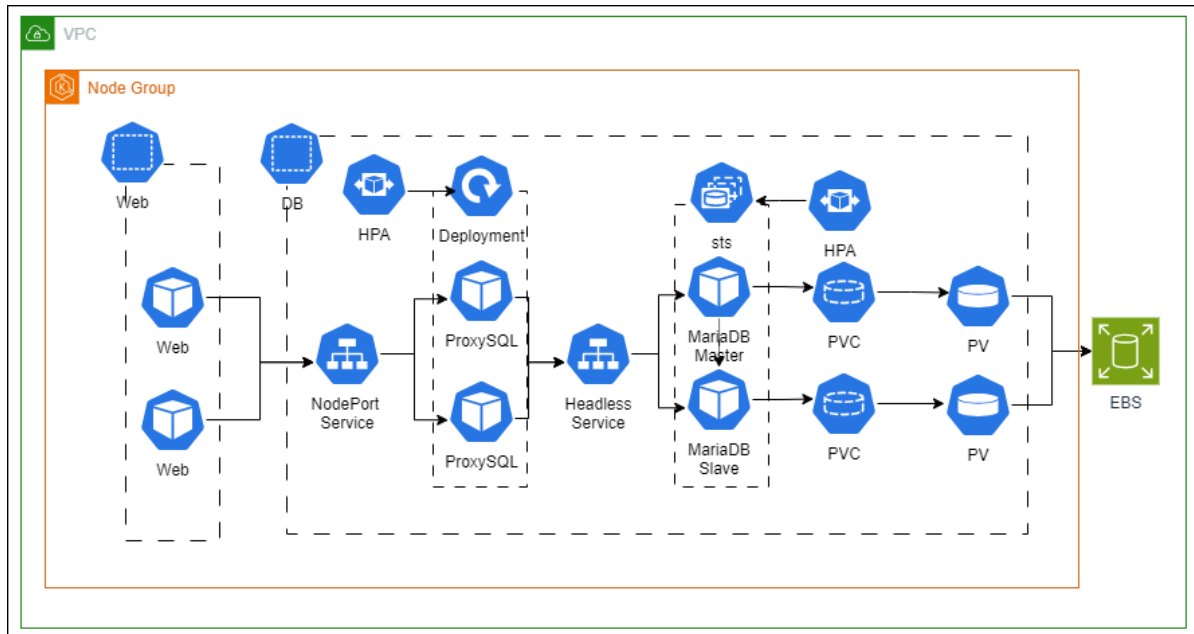 VPC
Node Group
Web
DB
HPA
Deployment
sts
HPA
Web
ProxySQL
MariaDB
Master
PVC
PV
NodePort
Service
Headless
Service
EBS
Web
ProxySQL
MariaDB
Slave
PVC
PV